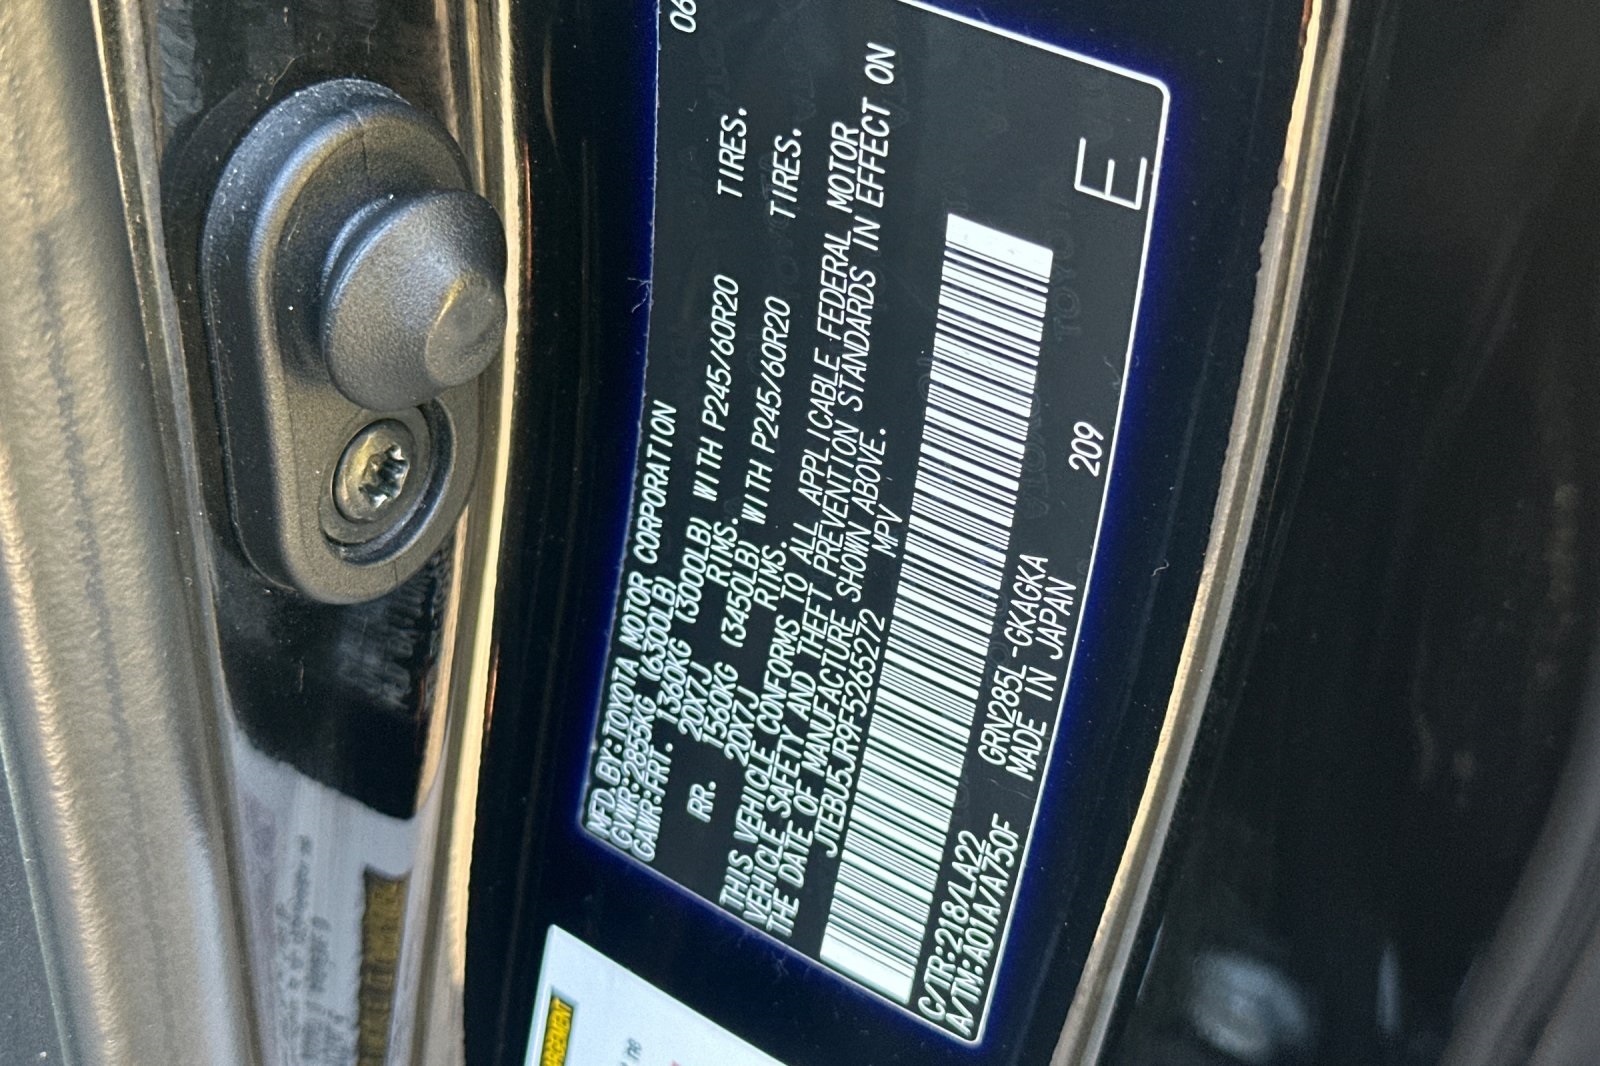 06
MFD. BY: TOYOTA MOTOR CORPORATION
GVWR: 2855KG (6300LB)
GAWR: FRT. 1360KG (3000LB) WITH P245/60R20 TIRES.
20X7J RIMS.
RR. 1560KG (3450LB) WITH P245/60R20 TIRES.
20X7J RIMS.
THIS VEHICLE CONFORMS TO ALL APPLICABLE FEDERAL MOTOR
VEHICLE SAFETY AND THEFT PREVENTION STANDARDS IN EFFECT ON
THE DATE OF MANUFACTURE SHOWN ABOVE.
JTEBU5JR9F5265272 MPV
C/TR: 218/LA22 GRN285L-GKAGKA 209 E
A/TM: A01A/A750F MADE IN JAPAN